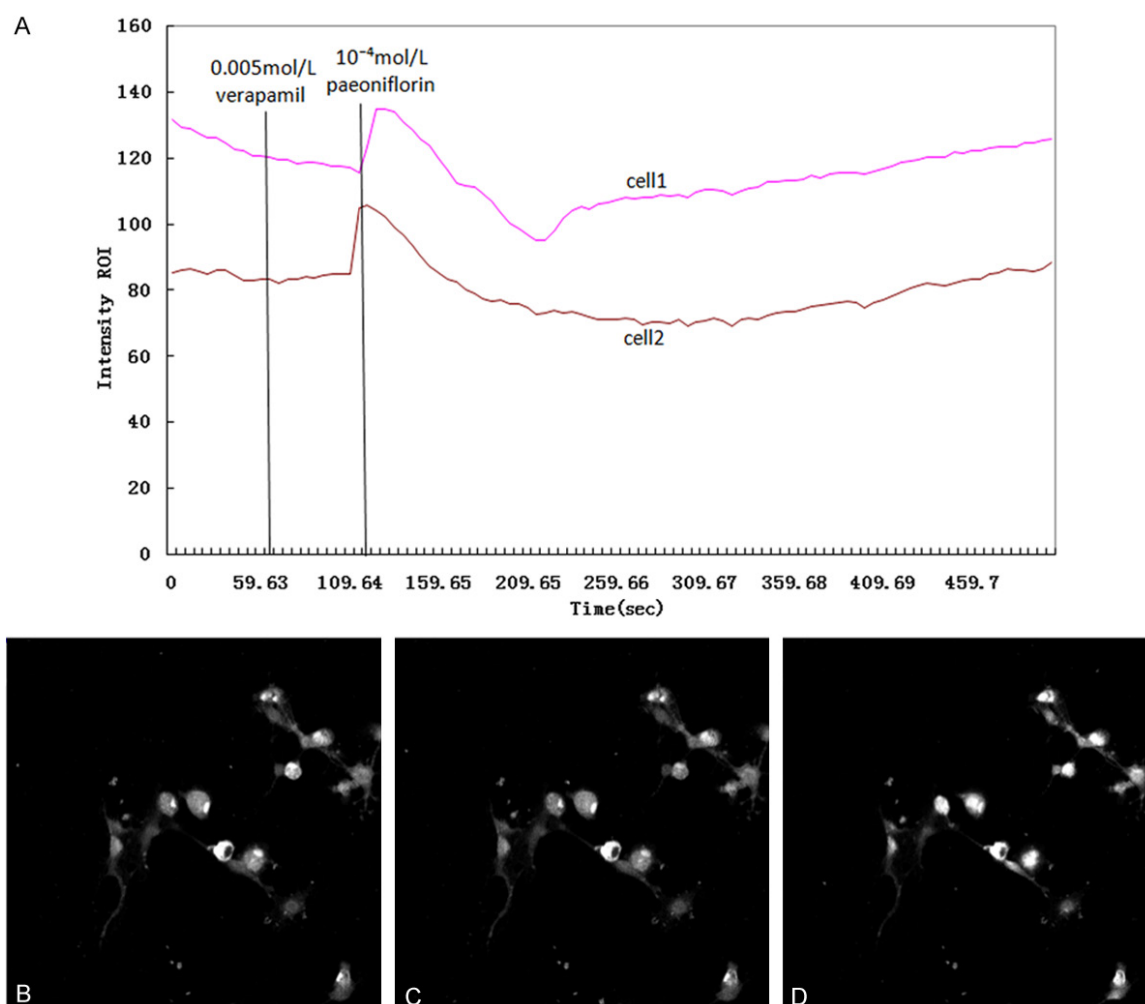 A
160
140
120
100
80
60
40
20
0
Intensity ROI
0.005mol/L
verapamil
10⁻⁴mol/L
paeoniflorin
cell1
cell2
0 59.63 109.64 159.65 209.65 259.66 309.67 359.68 409.69 459.7
Time(sec)
B C D